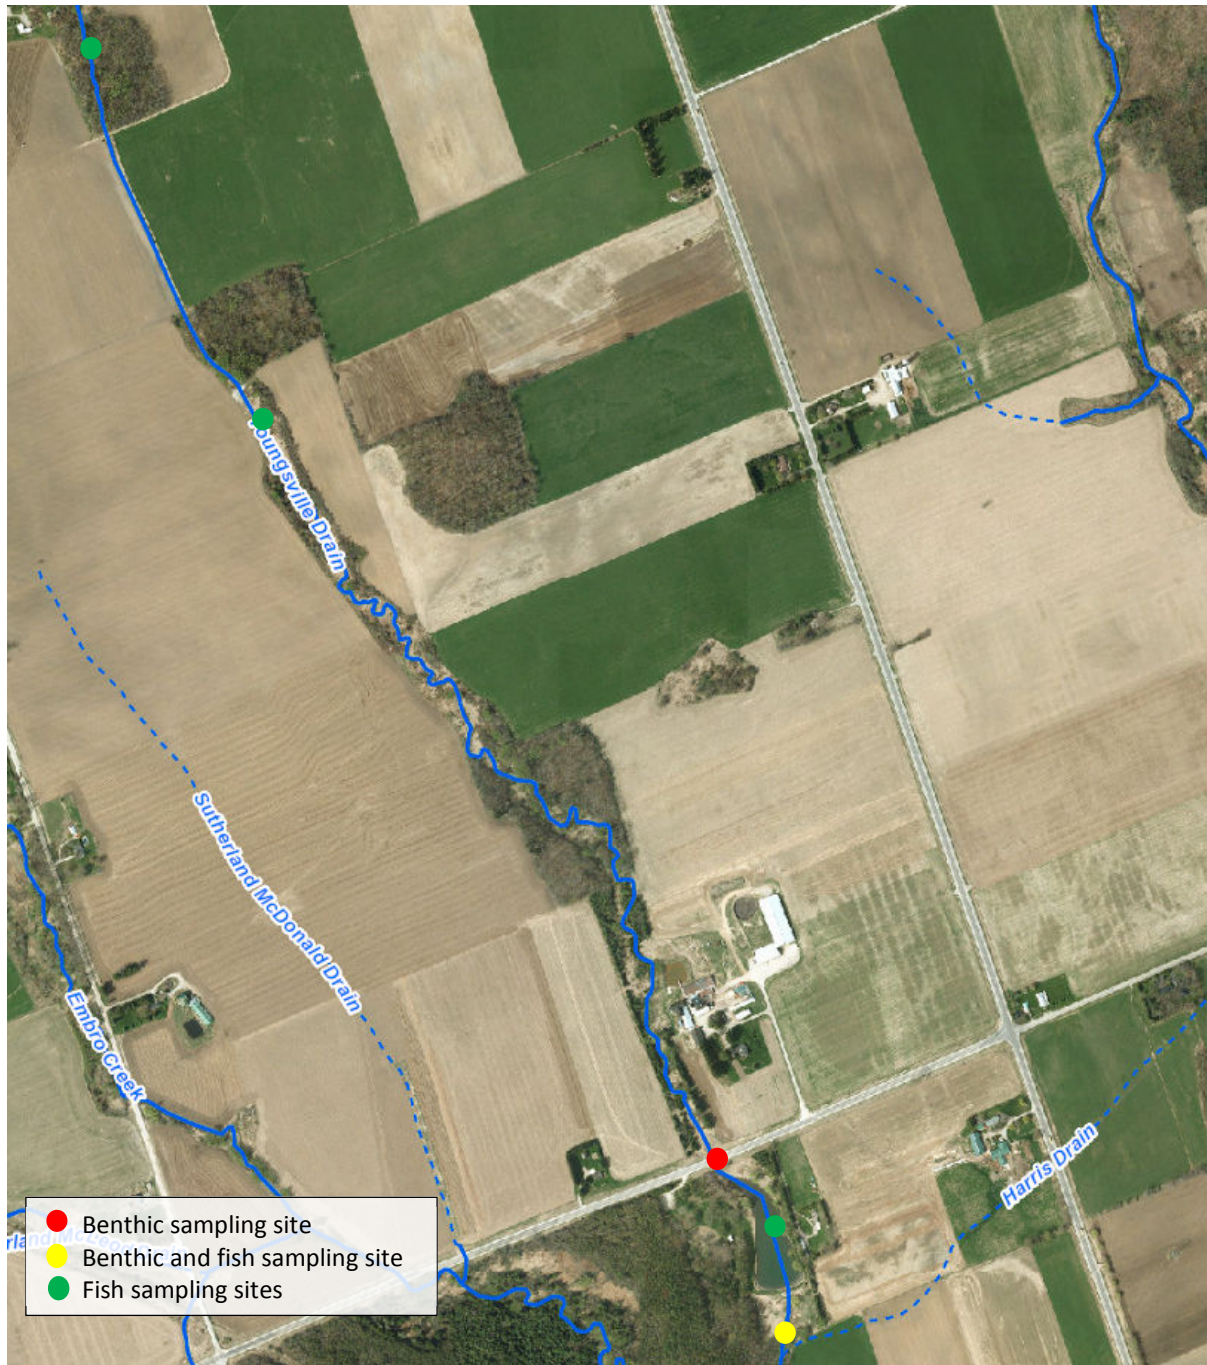 Youngsville Drain
Sutherland McDonald Drain
Embro Creek
Harris Drain
Benthic sampling site
Benthic and fish sampling site
Fish sampling sites